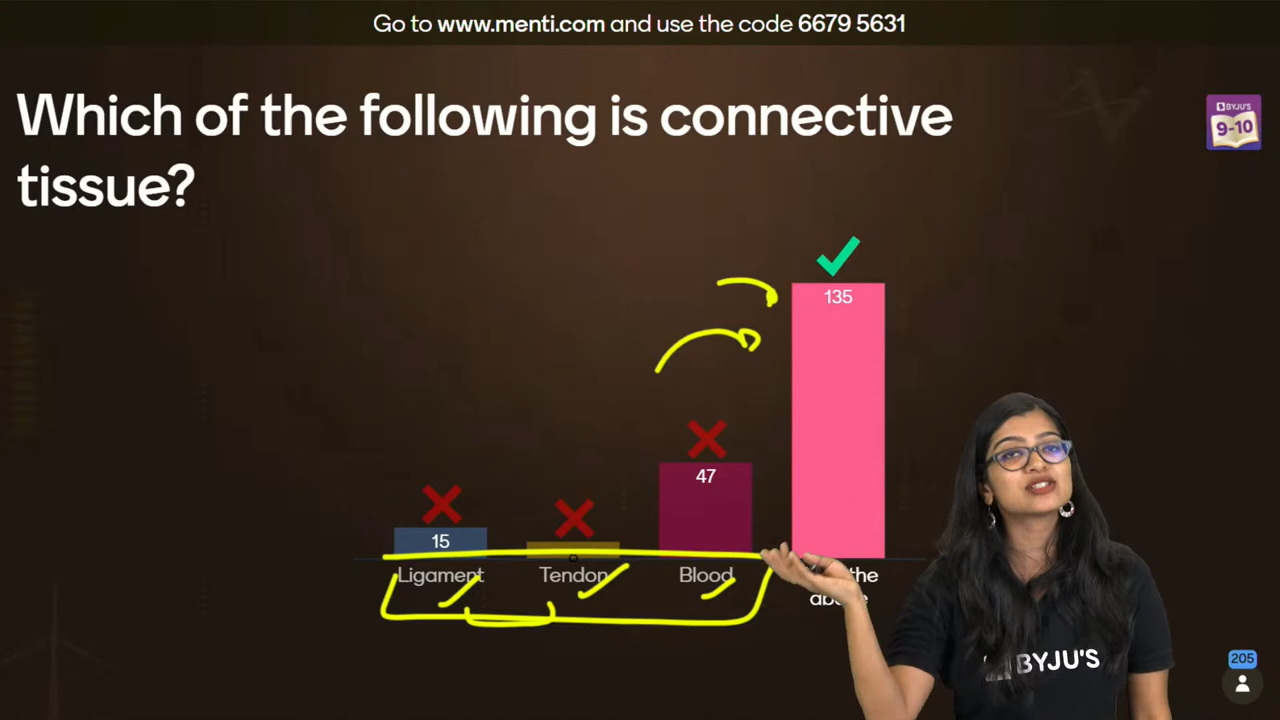 Go to www.menti.com and use the code 6679 5631
Which of the following is connective
tissue?
BYJU'S
9-10
135
47
15
Ligament
Tendon
Blood
the
BYJU'S
205